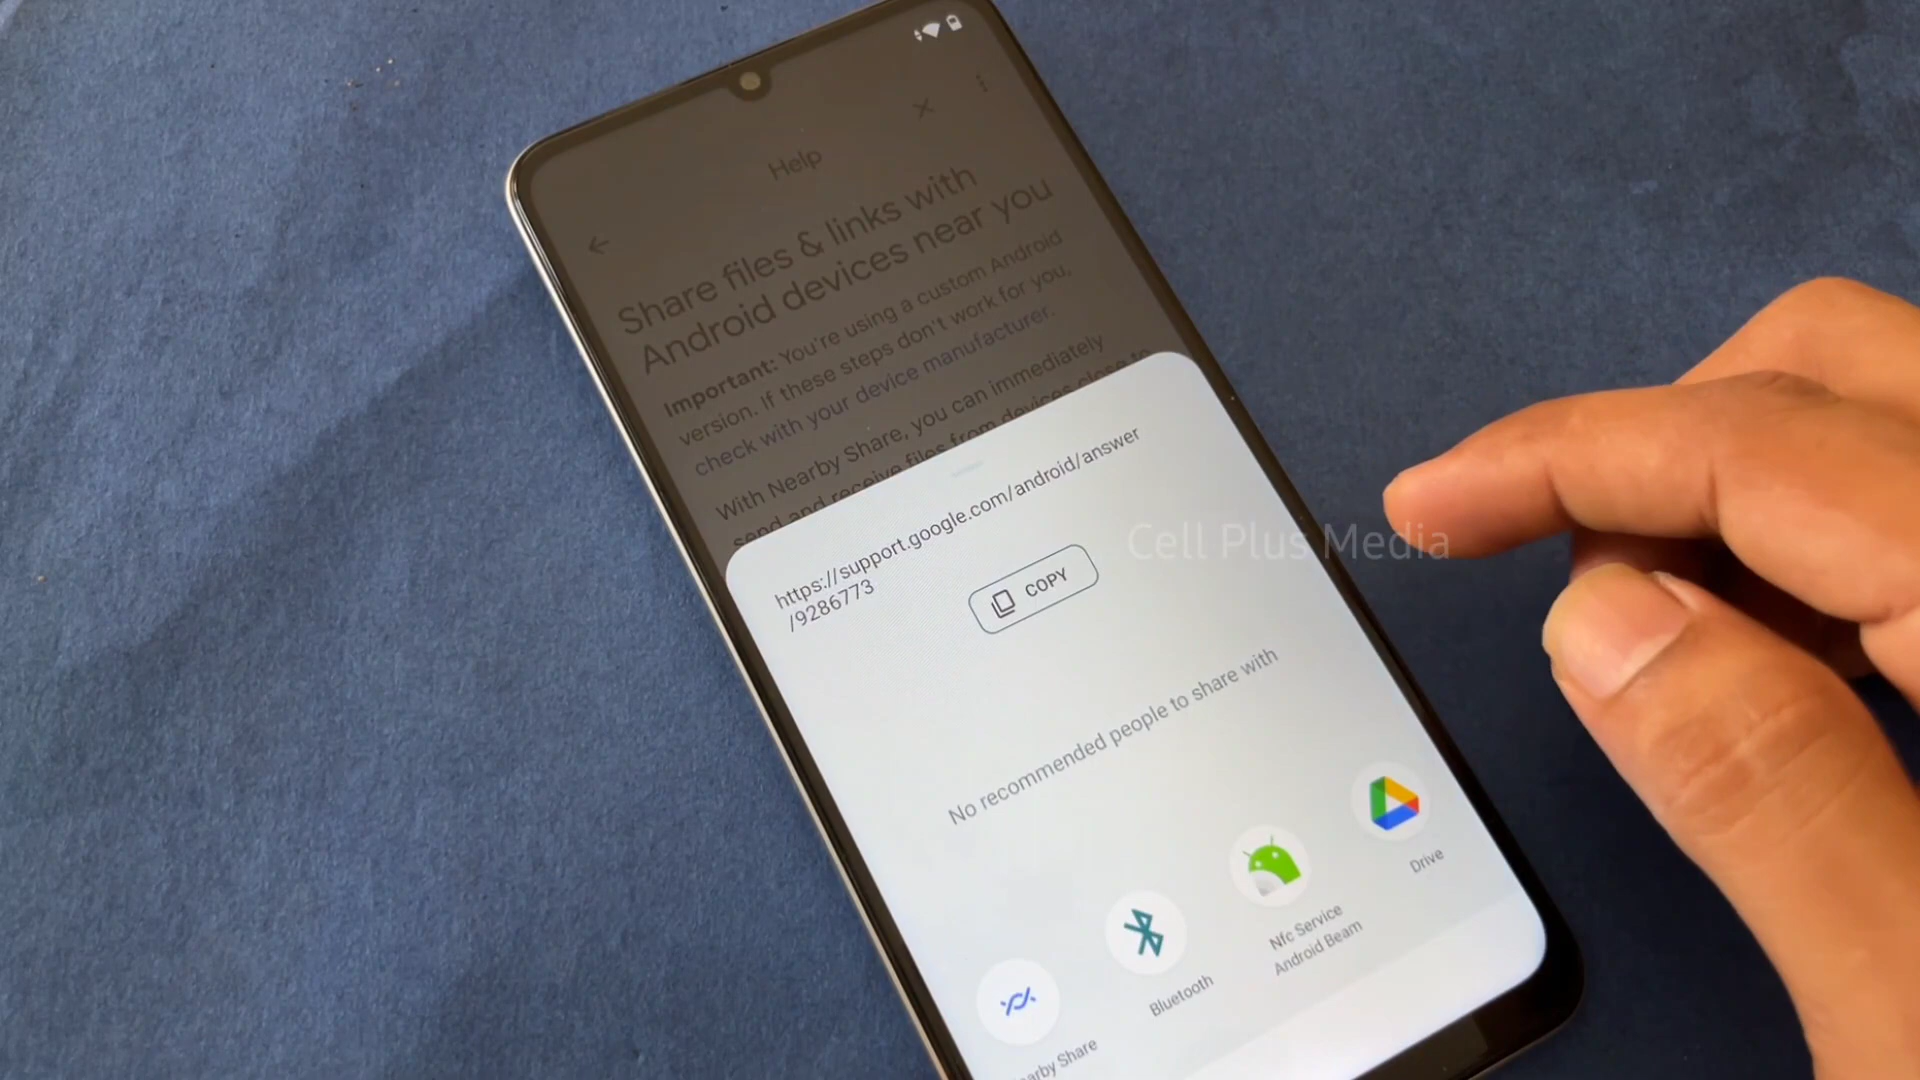 Help
Share files & links with
Android devices near you
Important: You're using a custom Android
version. If these steps don't work for you,
check with your device manufacturer.
With Nearby Share, you can immediately
send and receive files from devices close to
https://support.google.com/android/answer
/9286773
COPY
Cell Plus Media
No recommended people to share with
Drive
Nfc Service
Android Beam
Bluetooth
earby Share